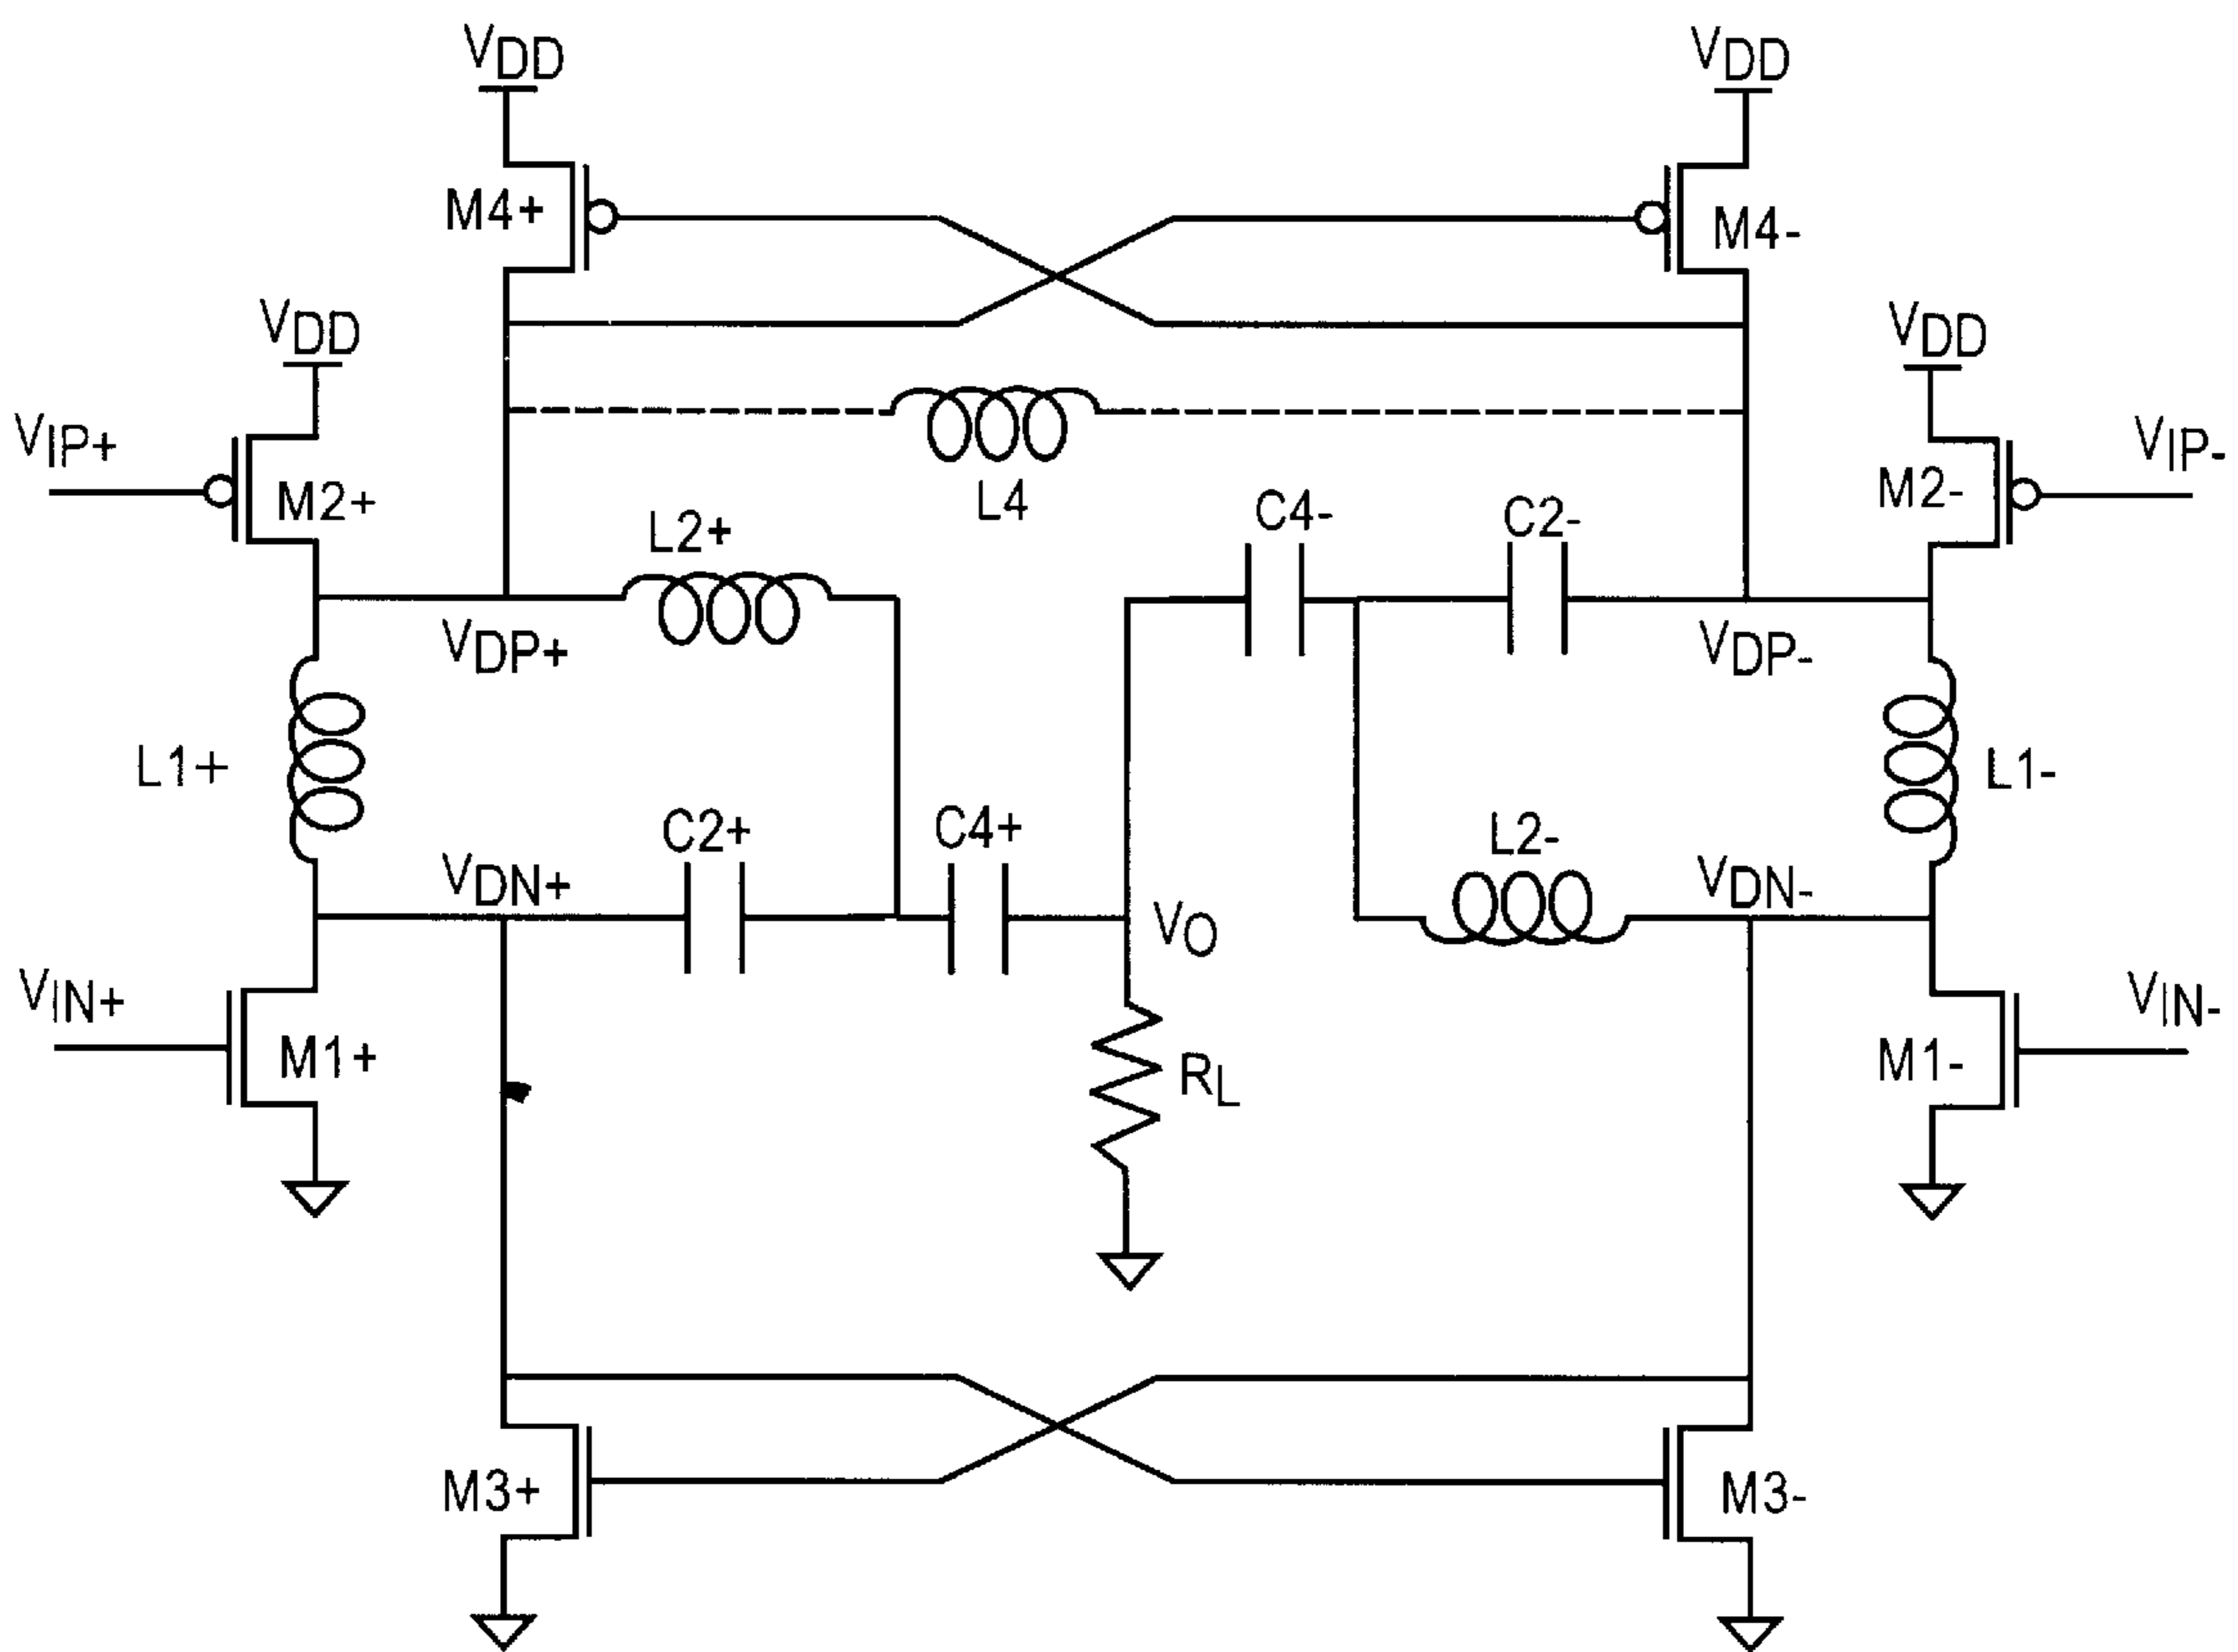 VDD VDD
M4+ M4-
VDD VDD
VIP+ M2+ L4 M2- VIP-
L2+ C4- C2-
VDP+ VDP-
L1+ L1-
VDN+ C2+ C4+ L2- VDN-
VO
VIN+ M1+ RL M1- VIN-
M3+ M3-